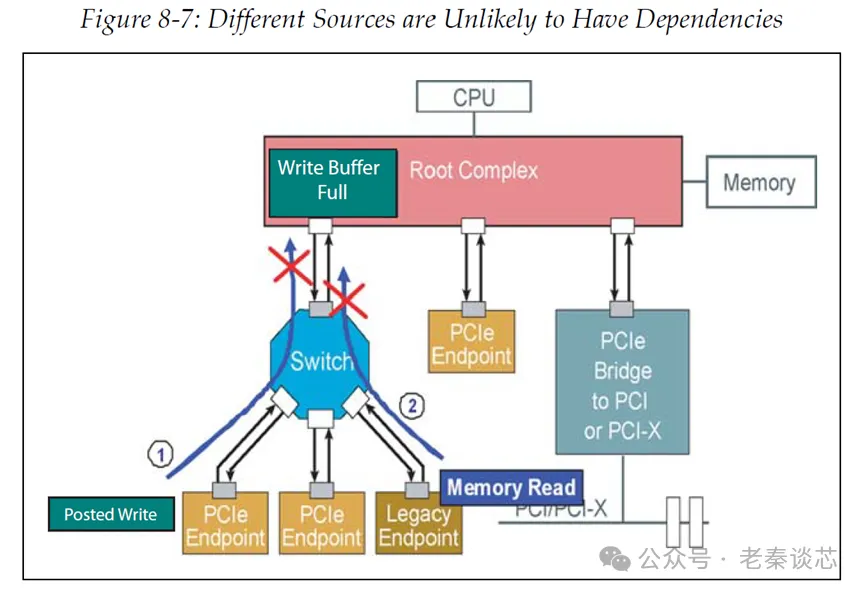 Figure 8-7: Different Sources are Unlikely to Have Dependencies
CPU
Write Buffer
Full
Root Complex
Memory
PCIe
Endpoint
PCIe
Bridge
to PCI
or PCI-X
Switch
1
2
Posted Write
PCIe
Endpoint
PCIe
Endpoint
Legacy
Endpoint
Memory Read
PCI/PCI-X
公众号 · 老秦谈芯